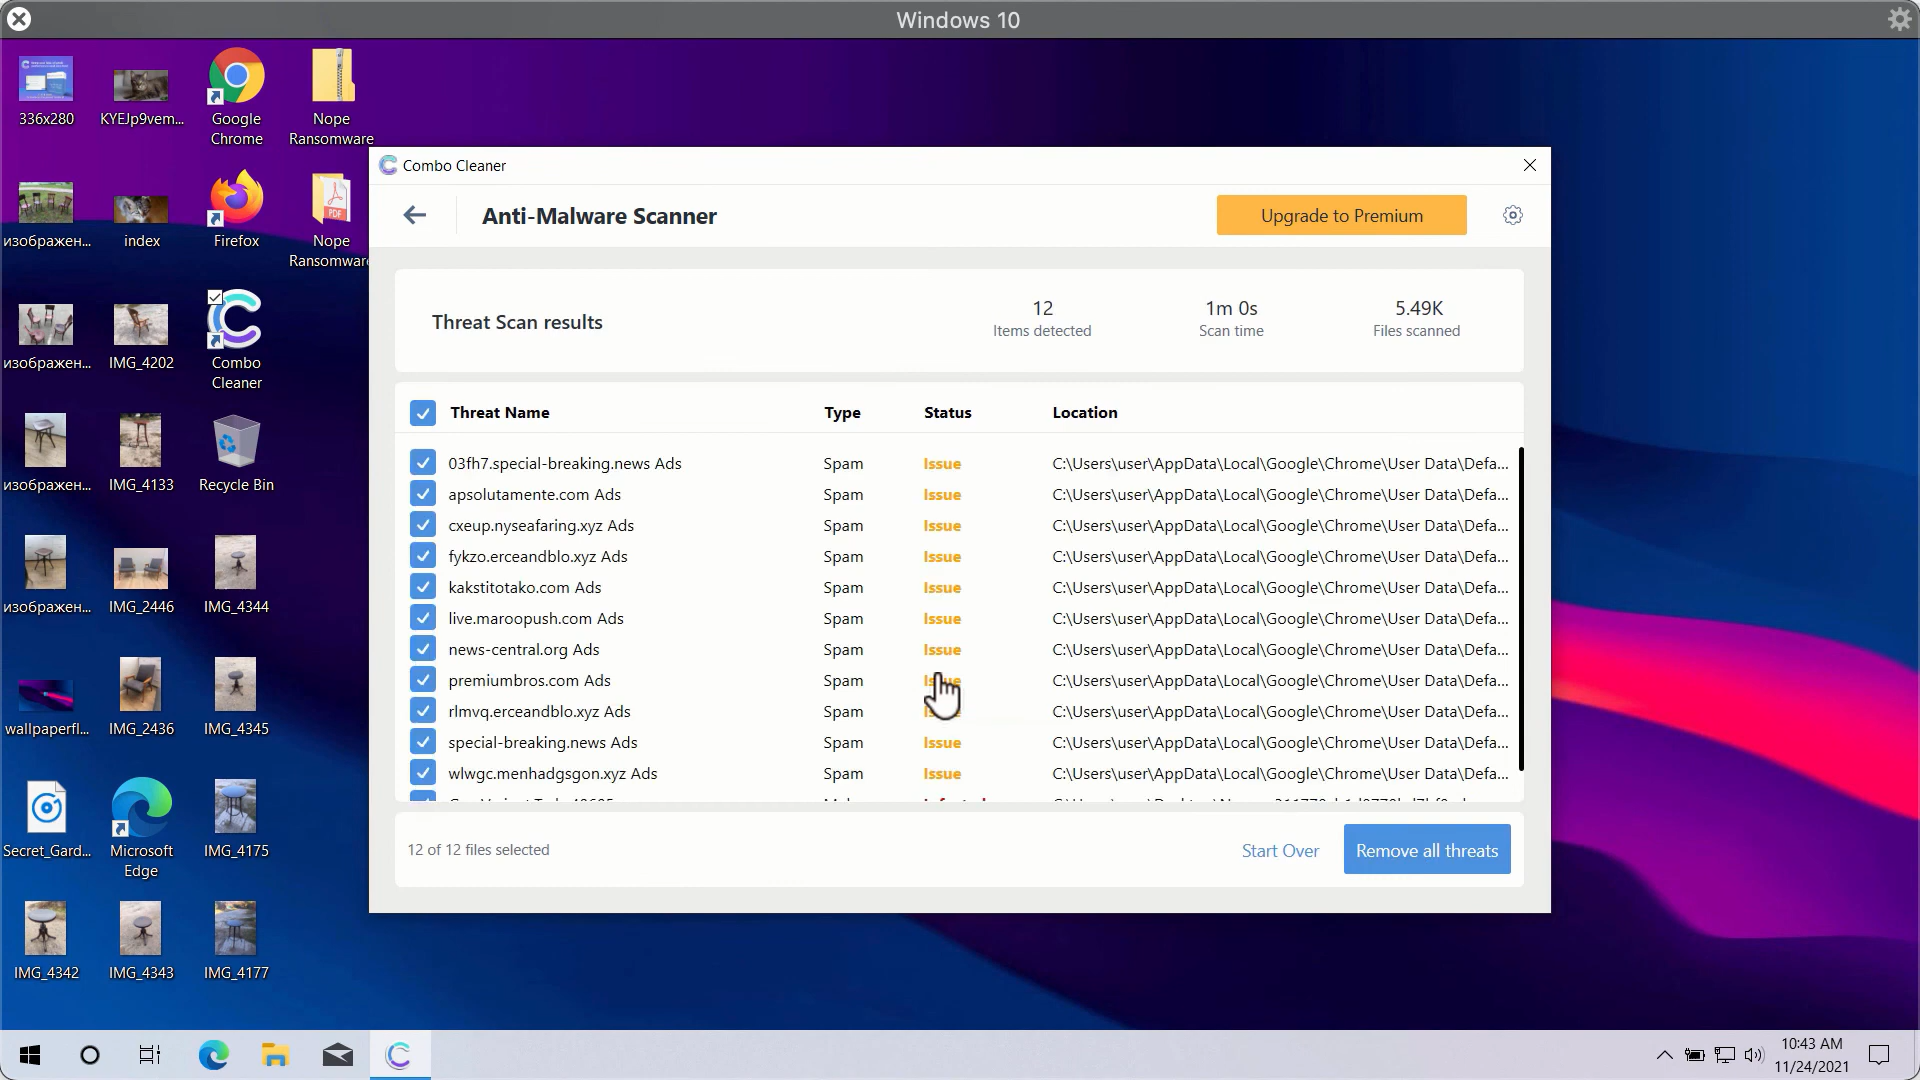 Windows 10
336x280
KYEJp9vem...
Google
Chrome
Nope
Ransomware
изображен...
index
Firefox
Nope
Ransomware
изображен...
IMG_4202
Combo
Cleaner
изображен...
IMG_4133
Recycle Bin
изображен...
IMG_2446
IMG_4344
wallpaperfl...
IMG_2436
IMG_4345
Secret_Gard...
Microsoft
Edge
IMG_4175
IMG_4342
IMG_4343
IMG_4177
Combo Cleaner
Anti-Malware Scanner
Upgrade to Premium
Threat Scan results
12
Items detected
1m 0s
Scan time
5.49K
Files scanned
Threat Name Type Status Location
03fh7.special-breaking.news Ads Spam Issue C:\Users\user\AppData\Local\Google\Chrome\User Data\Defa...
apsolutamente.com Ads Spam Issue C:\Users\user\AppData\Local\Google\Chrome\User Data\Defa...
cxeup.nyseafaring.xyz Ads Spam Issue C:\Users\user\AppData\Local\Google\Chrome\User Data\Defa...
fykzo.erceandblo.xyz Ads Spam Issue C:\Users\user\AppData\Local\Google\Chrome\User Data\Defa...
kakstitotako.com Ads Spam Issue C:\Users\user\AppData\Local\Google\Chrome\User Data\Defa...
live.maroopush.com Ads Spam Issue C:\Users\user\AppData\Local\Google\Chrome\User Data\Defa...
news-central.org Ads Spam Issue C:\Users\user\AppData\Local\Google\Chrome\User Data\Defa...
premiumbros.com Ads Spam Issue C:\Users\user\AppData\Local\Google\Chrome\User Data\Defa...
rlmvq.erceandblo.xyz Ads Spam Issue C:\Users\user\AppData\Local\Google\Chrome\User Data\Defa...
special-breaking.news Ads Spam Issue C:\Users\user\AppData\Local\Google\Chrome\User Data\Defa...
wlwgc.menhadgsgon.xyz Ads Spam Issue C:\Users\user\AppData\Local\Google\Chrome\User Data\Defa...
12 of 12 files selected
Start Over
Remove all threats
10:43 AM
11/24/2021